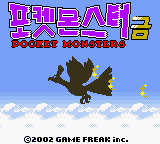 포켓몬스터 금
POCKET MONSTERS
©2002 GAME FREAK inc.